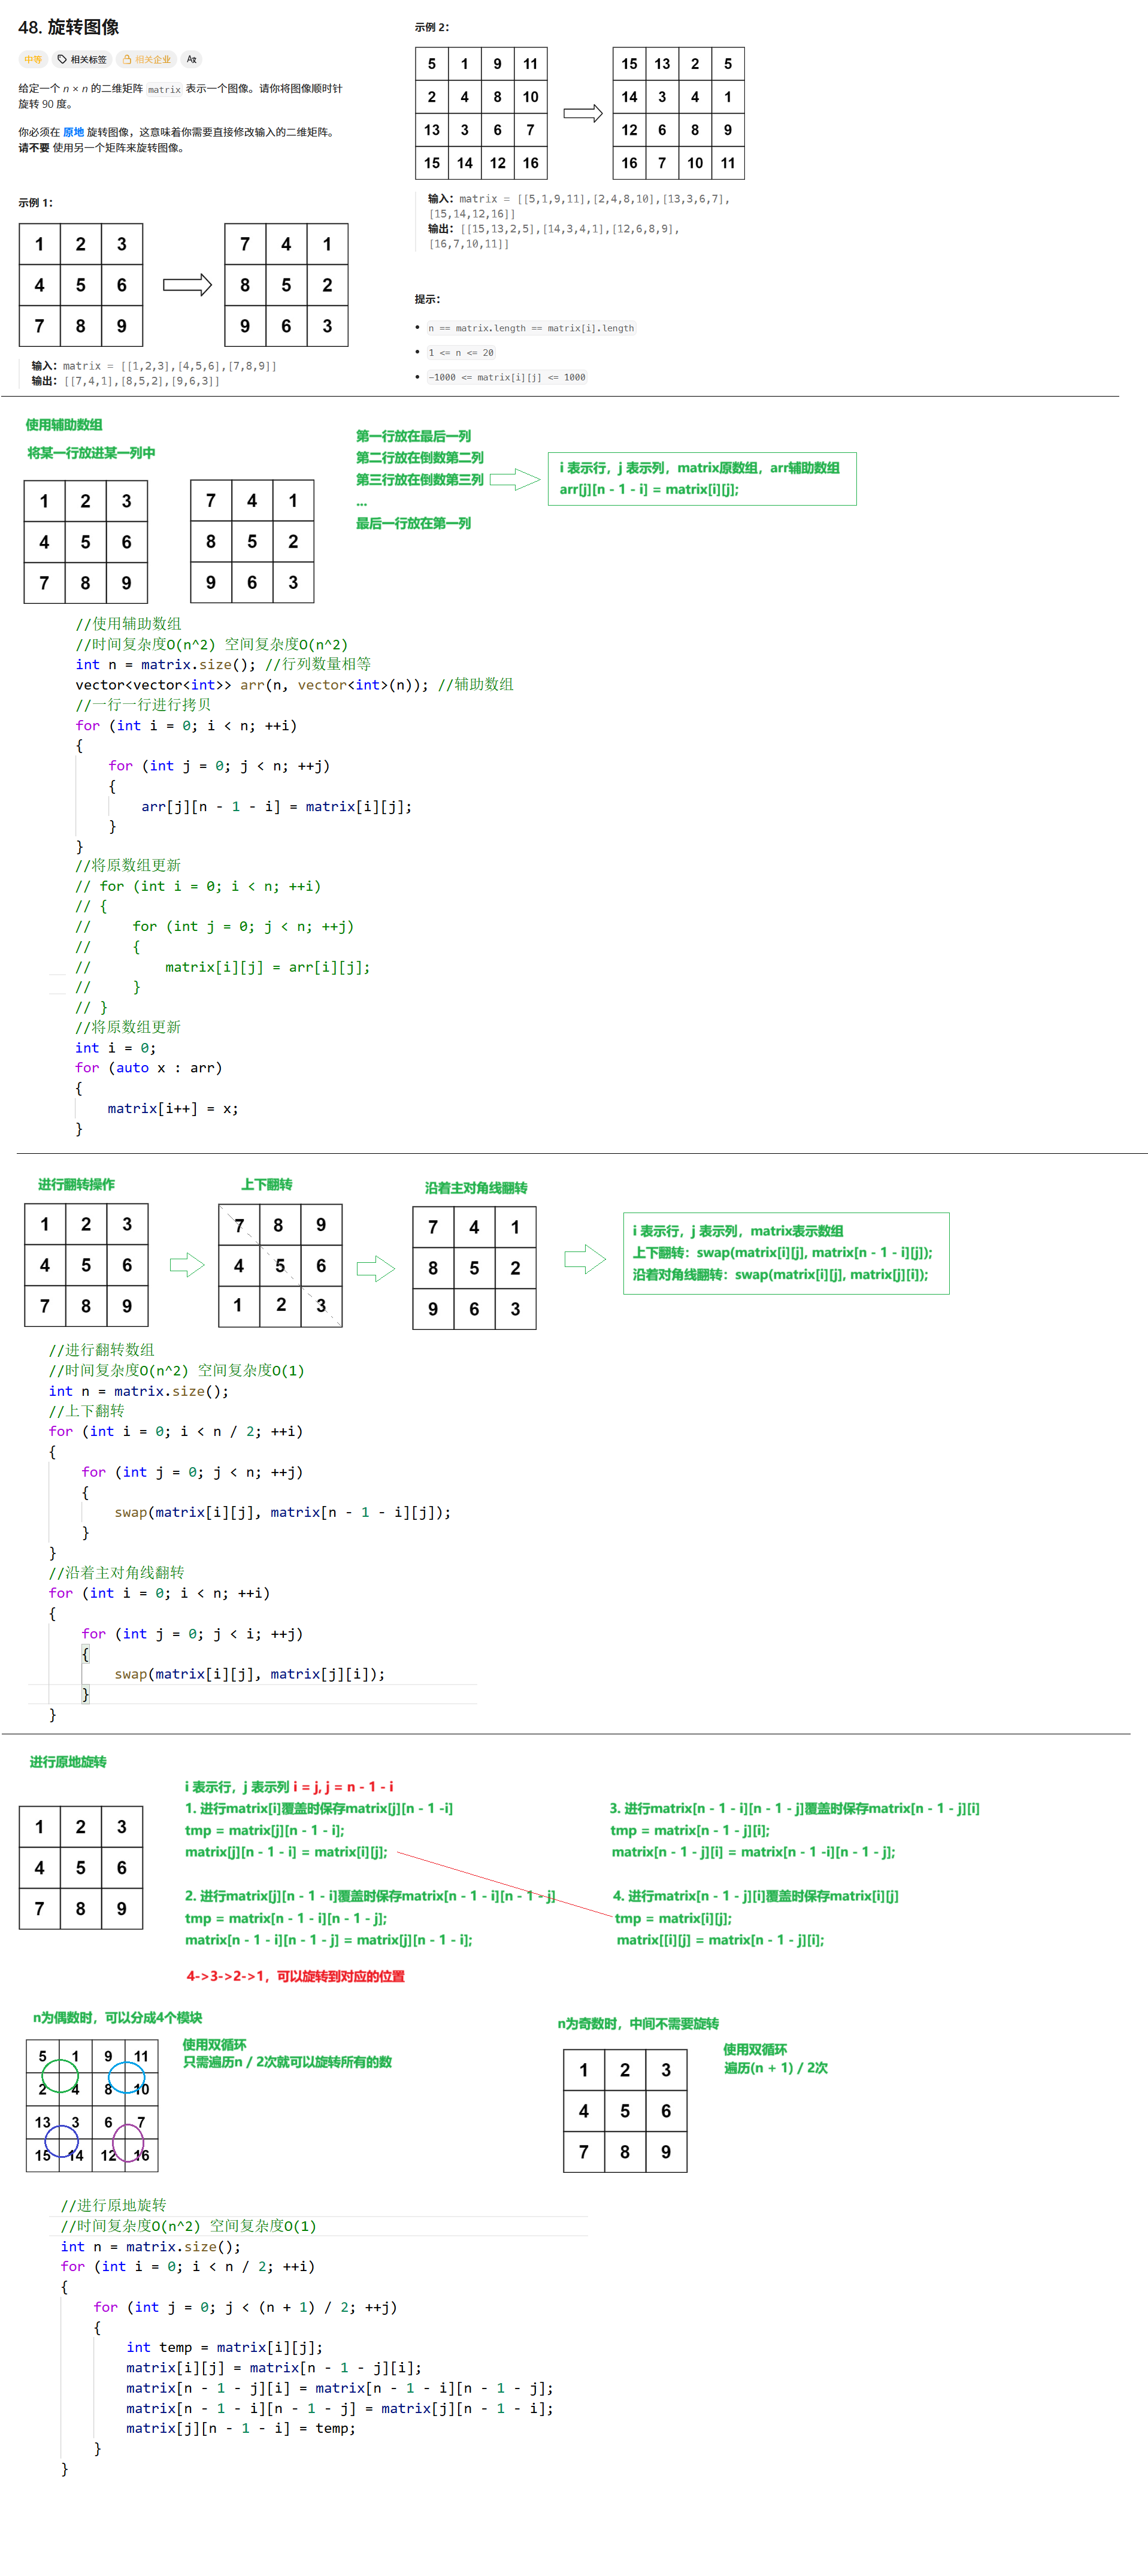 48. 旋转图像
中等 相关标签 相关企业 Aあ
给定一个 n × n 的二维矩阵 matrix 表示一个图像。请你将图像顺时针
旋转 90 度。
你必须在 原地 旋转图像，这意味着你需要直接修改输入的二维矩阵。
请不要 使用另一个矩阵来旋转图像。
示例 1：
1 2 3
4 5 6
7 8 9
7 4 1
8 5 2
9 6 3
输入：matrix = [[1,2,3],[4,5,6],[7,8,9]]
输出：[[7,4,1],[8,5,2],[9,6,3]]
示例 2：
5 1 9 11
2 4 8 10
13 3 6 7
15 14 12 16
15 13 2 5
14 3 4 1
12 6 8 9
16 7 10 11
输入：matrix = [[5,1,9,11],[2,4,8,10],[13,3,6,7],
[15,14,12,16]]
输出：[[15,13,2,5],[14,3,4,1],[12,6,8,9],
[16,7,10,11]]
提示：
• n == matrix.length == matrix[i].length
• 1 <= n <= 20
• -1000 <= matrix[i][j] <= 1000
使用辅助数组
将某一行放进某一列中
1 2 3
4 5 6
7 8 9
7 4 1
8 5 2
9 6 3
第一行放在最后一列
第二行放在倒数第二列
第三行放在倒数第三列
...
最后一行放在第一列
i 表示行，j 表示列，matrix原数组，arr辅助数组
arr[j][n - 1 - i] = matrix[i][j];
//使用辅助数组
//时间复杂度O(n^2) 空间复杂度O(n^2)
int n = matrix.size(); //行列数量相等
vector<vector<int>> arr(n, vector<int>(n)); //辅助数组
//一行一行进行拷贝
for (int i = 0; i < n; ++i)
{
for (int j = 0; j < n; ++j)
{
arr[j][n - 1 - i] = matrix[i][j];
}
}
//将原数组更新
// for (int i = 0; i < n; ++i)
// {
// for (int j = 0; j < n; ++j)
// {
// matrix[i][j] = arr[i][j];
// }
// }
//将原数组更新
int i = 0;
for (auto x : arr)
{
matrix[i++] = x;
}
进行翻转操作
1 2 3
4 5 6
7 8 9
上下翻转
7 8 9
4 5 6
1 2 3
沿着主对角线翻转
7 4 1
8 5 2
9 6 3
i 表示行，j 表示列，matrix表示数组
上下翻转：swap(matrix[i][j], matrix[n - 1 - i][j]);
沿着对角线翻转：swap(matrix[i][j], matrix[j][i]);
//进行翻转数组
//时间复杂度O(n^2) 空间复杂度O(1)
int n = matrix.size();
//上下翻转
for (int i = 0; i < n / 2; ++i)
{
for (int j = 0; j < n; ++j)
{
swap(matrix[i][j], matrix[n - 1 - i][j]);
}
}
//沿着主对角线翻转
for (int i = 0; i < n; ++i)
{
for (int j = 0; j < i; ++j)
{
swap(matrix[i][j], matrix[j][i]);
}
}
进行原地旋转
1 2 3
4 5 6
7 8 9
i 表示行，j 表示列 i = j, j = n - 1 - i
1. 进行matrix[i]覆盖时保存matrix[j][n - 1 -i]
tmp = matrix[j][n - 1 - i];
matrix[j][n - 1 - i] = matrix[i][j];
2. 进行matrix[j][n - 1 - i]覆盖时保存matrix[n - 1 - i][n - 1 - j]
tmp = matrix[n - 1 - i][n - 1 - j];
matrix[n - 1 - i][n - 1 - j] = matrix[j][n - 1 - i];
3. 进行matrix[n - 1 - i][n - 1 - j]覆盖时保存matrix[n - 1 - j][i]
tmp = matrix[n - 1 - j][i];
matrix[n - 1 - j][i] = matrix[n - 1 -i][n - 1 - j];
4. 进行matrix[n - 1 - j][i]覆盖时保存matrix[i][j]
tmp = matrix[i][j];
matrix[[i][j] = matrix[n - 1 - j][i];
4->3->2->1，可以旋转到对应的位置
n为偶数时，可以分成4个模块
5 1 9 11
2 4 8 10
13 3 6 7
15 14 12 16
使用双循环
只需遍历n / 2次就可以旋转所有的数
n为奇数时，中间不需要旋转
1 2 3
4 5 6
7 8 9
使用双循环
遍历(n + 1) / 2次
//进行原地旋转
//时间复杂度O(n^2) 空间复杂度O(1)
int n = matrix.size();
for (int i = 0; i < n / 2; ++i)
{
for (int j = 0; j < (n + 1) / 2; ++j)
{
int temp = matrix[i][j];
matrix[i][j] = matrix[n - 1 - j][i];
matrix[n - 1 - j][i] = matrix[n - 1 - i][n - 1 - j];
matrix[n - 1 - i][n - 1 - j] = matrix[j][n - 1 - i];
matrix[j][n - 1 - i] = temp;
}
}